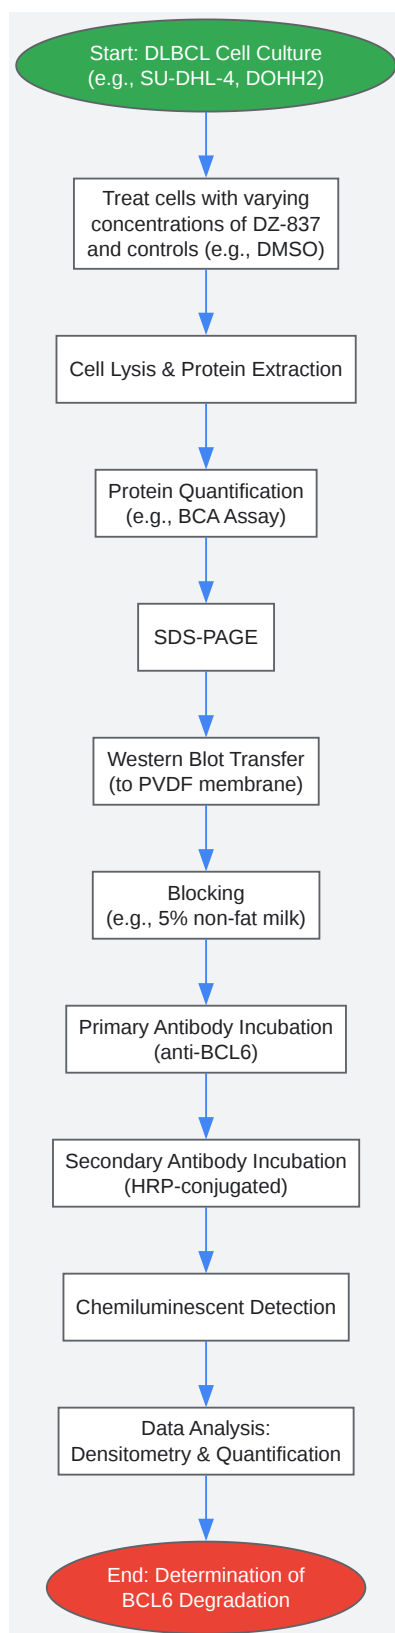 Start: DLBCL Cell Culture
(e.g., SU-DHL-4, DOHH2)
Treat cells with varying
concentrations of DZ-837
and controls (e.g., DMSO)
Cell Lysis & Protein Extraction
Protein Quantification
(e.g., BCA Assay)
SDS-PAGE
Western Blot Transfer
(to PVDF membrane)
Blocking
(e.g., 5% non-fat milk)
Primary Antibody Incubation
(anti-BCL6)
Secondary Antibody Incubation
(HRP-conjugated)
Chemiluminescent Detection
Data Analysis:
Densitometry & Quantification
End: Determination of
BCL6 Degradation